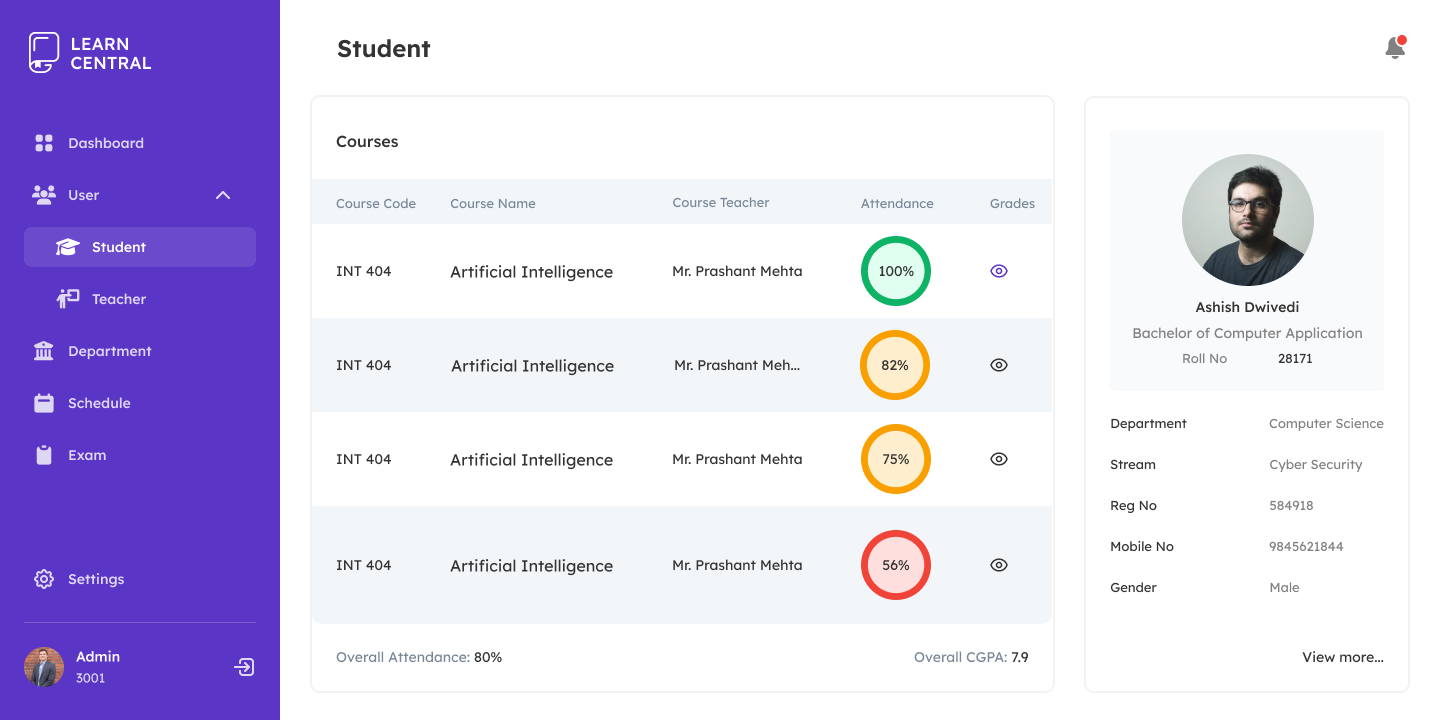 LEARN
CENTRAL
Dashboard
User
Student
Teacher
Department
Schedule
Exam
Settings
Admin
3001
Student
Courses
Course Code Course Name Course Teacher Attendance Grades
INT 404 Artificial Intelligence Mr. Prashant Mehta 100%
INT 404 Artificial Intelligence Mr. Prashant Meh... 82%
INT 404 Artificial Intelligence Mr. Prashant Mehta 75%
INT 404 Artificial Intelligence Mr. Prashant Mehta 56%
Overall Attendance: 80% Overall CGPA: 7.9
Ashish Dwivedi
Bachelor of Computer Application
Roll No 28171
Department Computer Science
Stream Cyber Security
Reg No 584918
Mobile No 9845621844
Gender Male
View more...